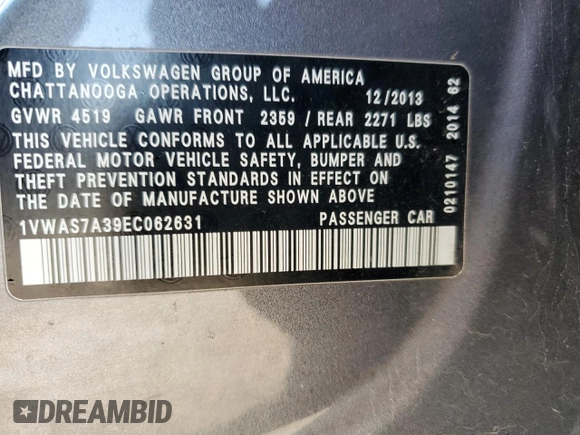 MFD BY VOLKSWAGEN GROUP OF AMERICA
CHATTANOOGA OPERATIONS, LLC. 12/2013
GVWR 4519 GAWR FRONT 2359 / REAR 2271 LBS
THIS VEHICLE CONFORMS TO ALL APPLICABLE U.S.
FEDERAL MOTOR VEHICLE SAFETY, BUMPER AND
THEFT PREVENTION STANDARDS IN EFFECT ON
THE DATE OF MANUFACTURE SHOWN ABOVE
1VWAS7A39EC062631 PASSENGER CAR
0210147 2014 62
DREAMBID